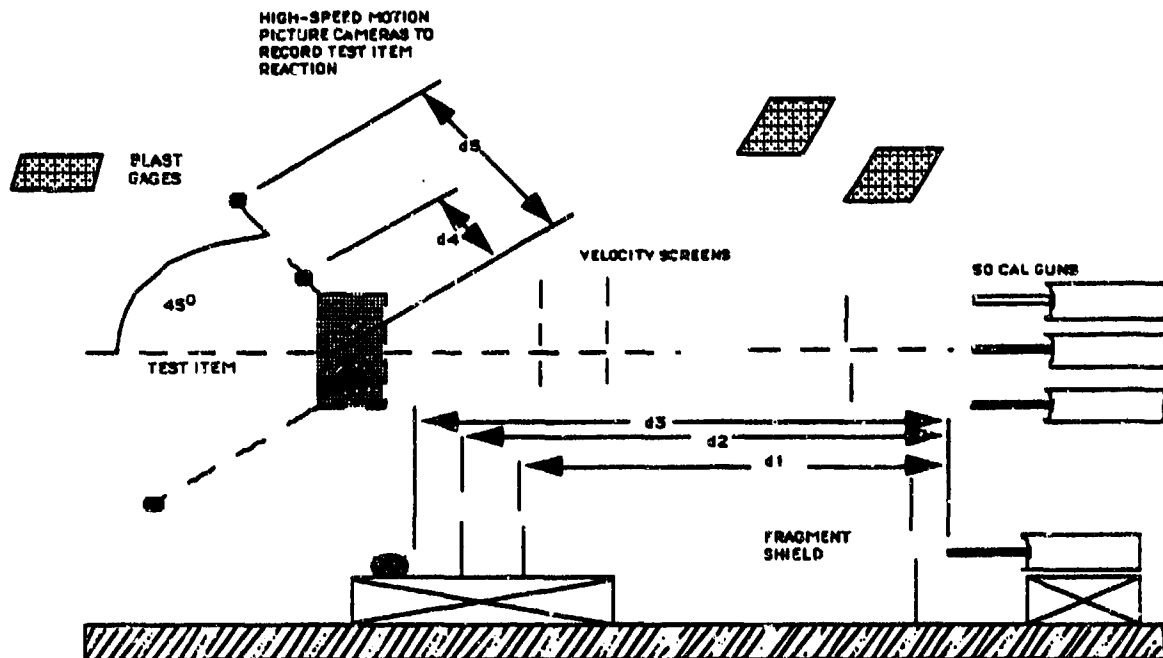 HIGH-SPEED MOTION
PICTURE CAMERAS TO
RECORD TEST ITEM
REACTION
BLAST
GAGES
d5
d4
VELOCITY SCREENS
50 CAL GUNS
45°
TEST ITEM
d3
d2
d1
FRAGMENT
SHIELD